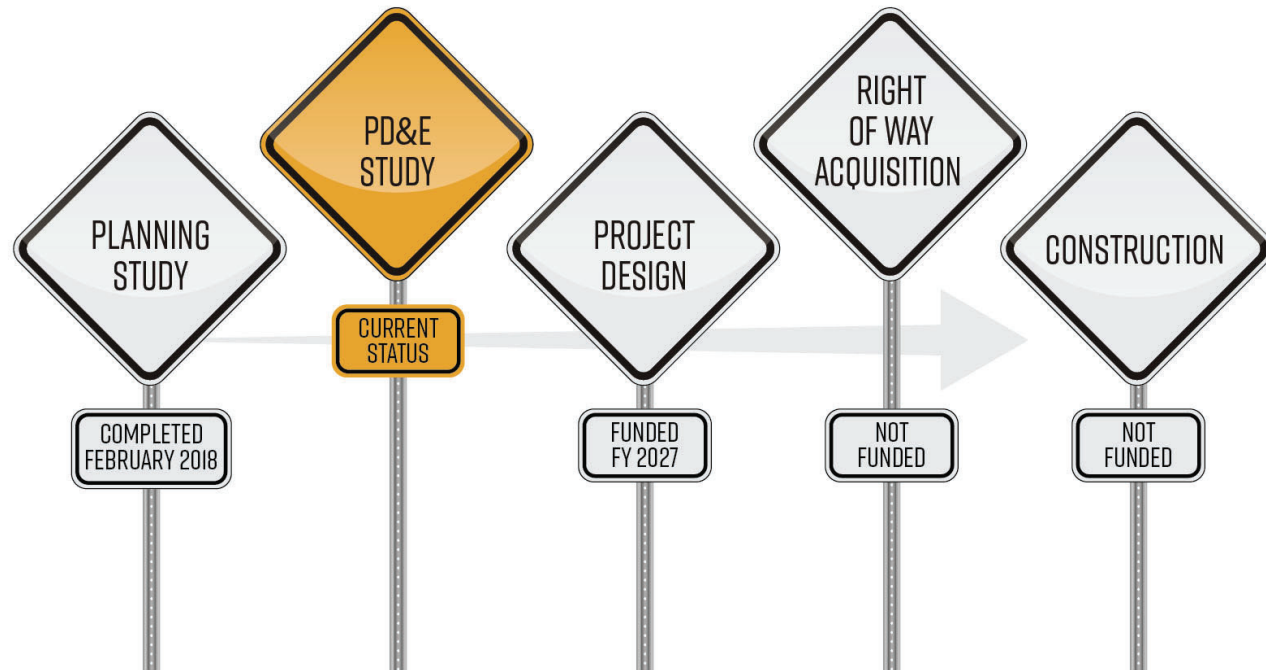 PLANNING
STUDY
COMPLETED
FEBRUARY 2018
PD&E
STUDY
CURRENT
STATUS
PROJECT
DESIGN
FUNDED
FY 2027
RIGHT
OF WAY
ACQUISITION
NOT
FUNDED
CONSTRUCTION
NOT
FUNDED